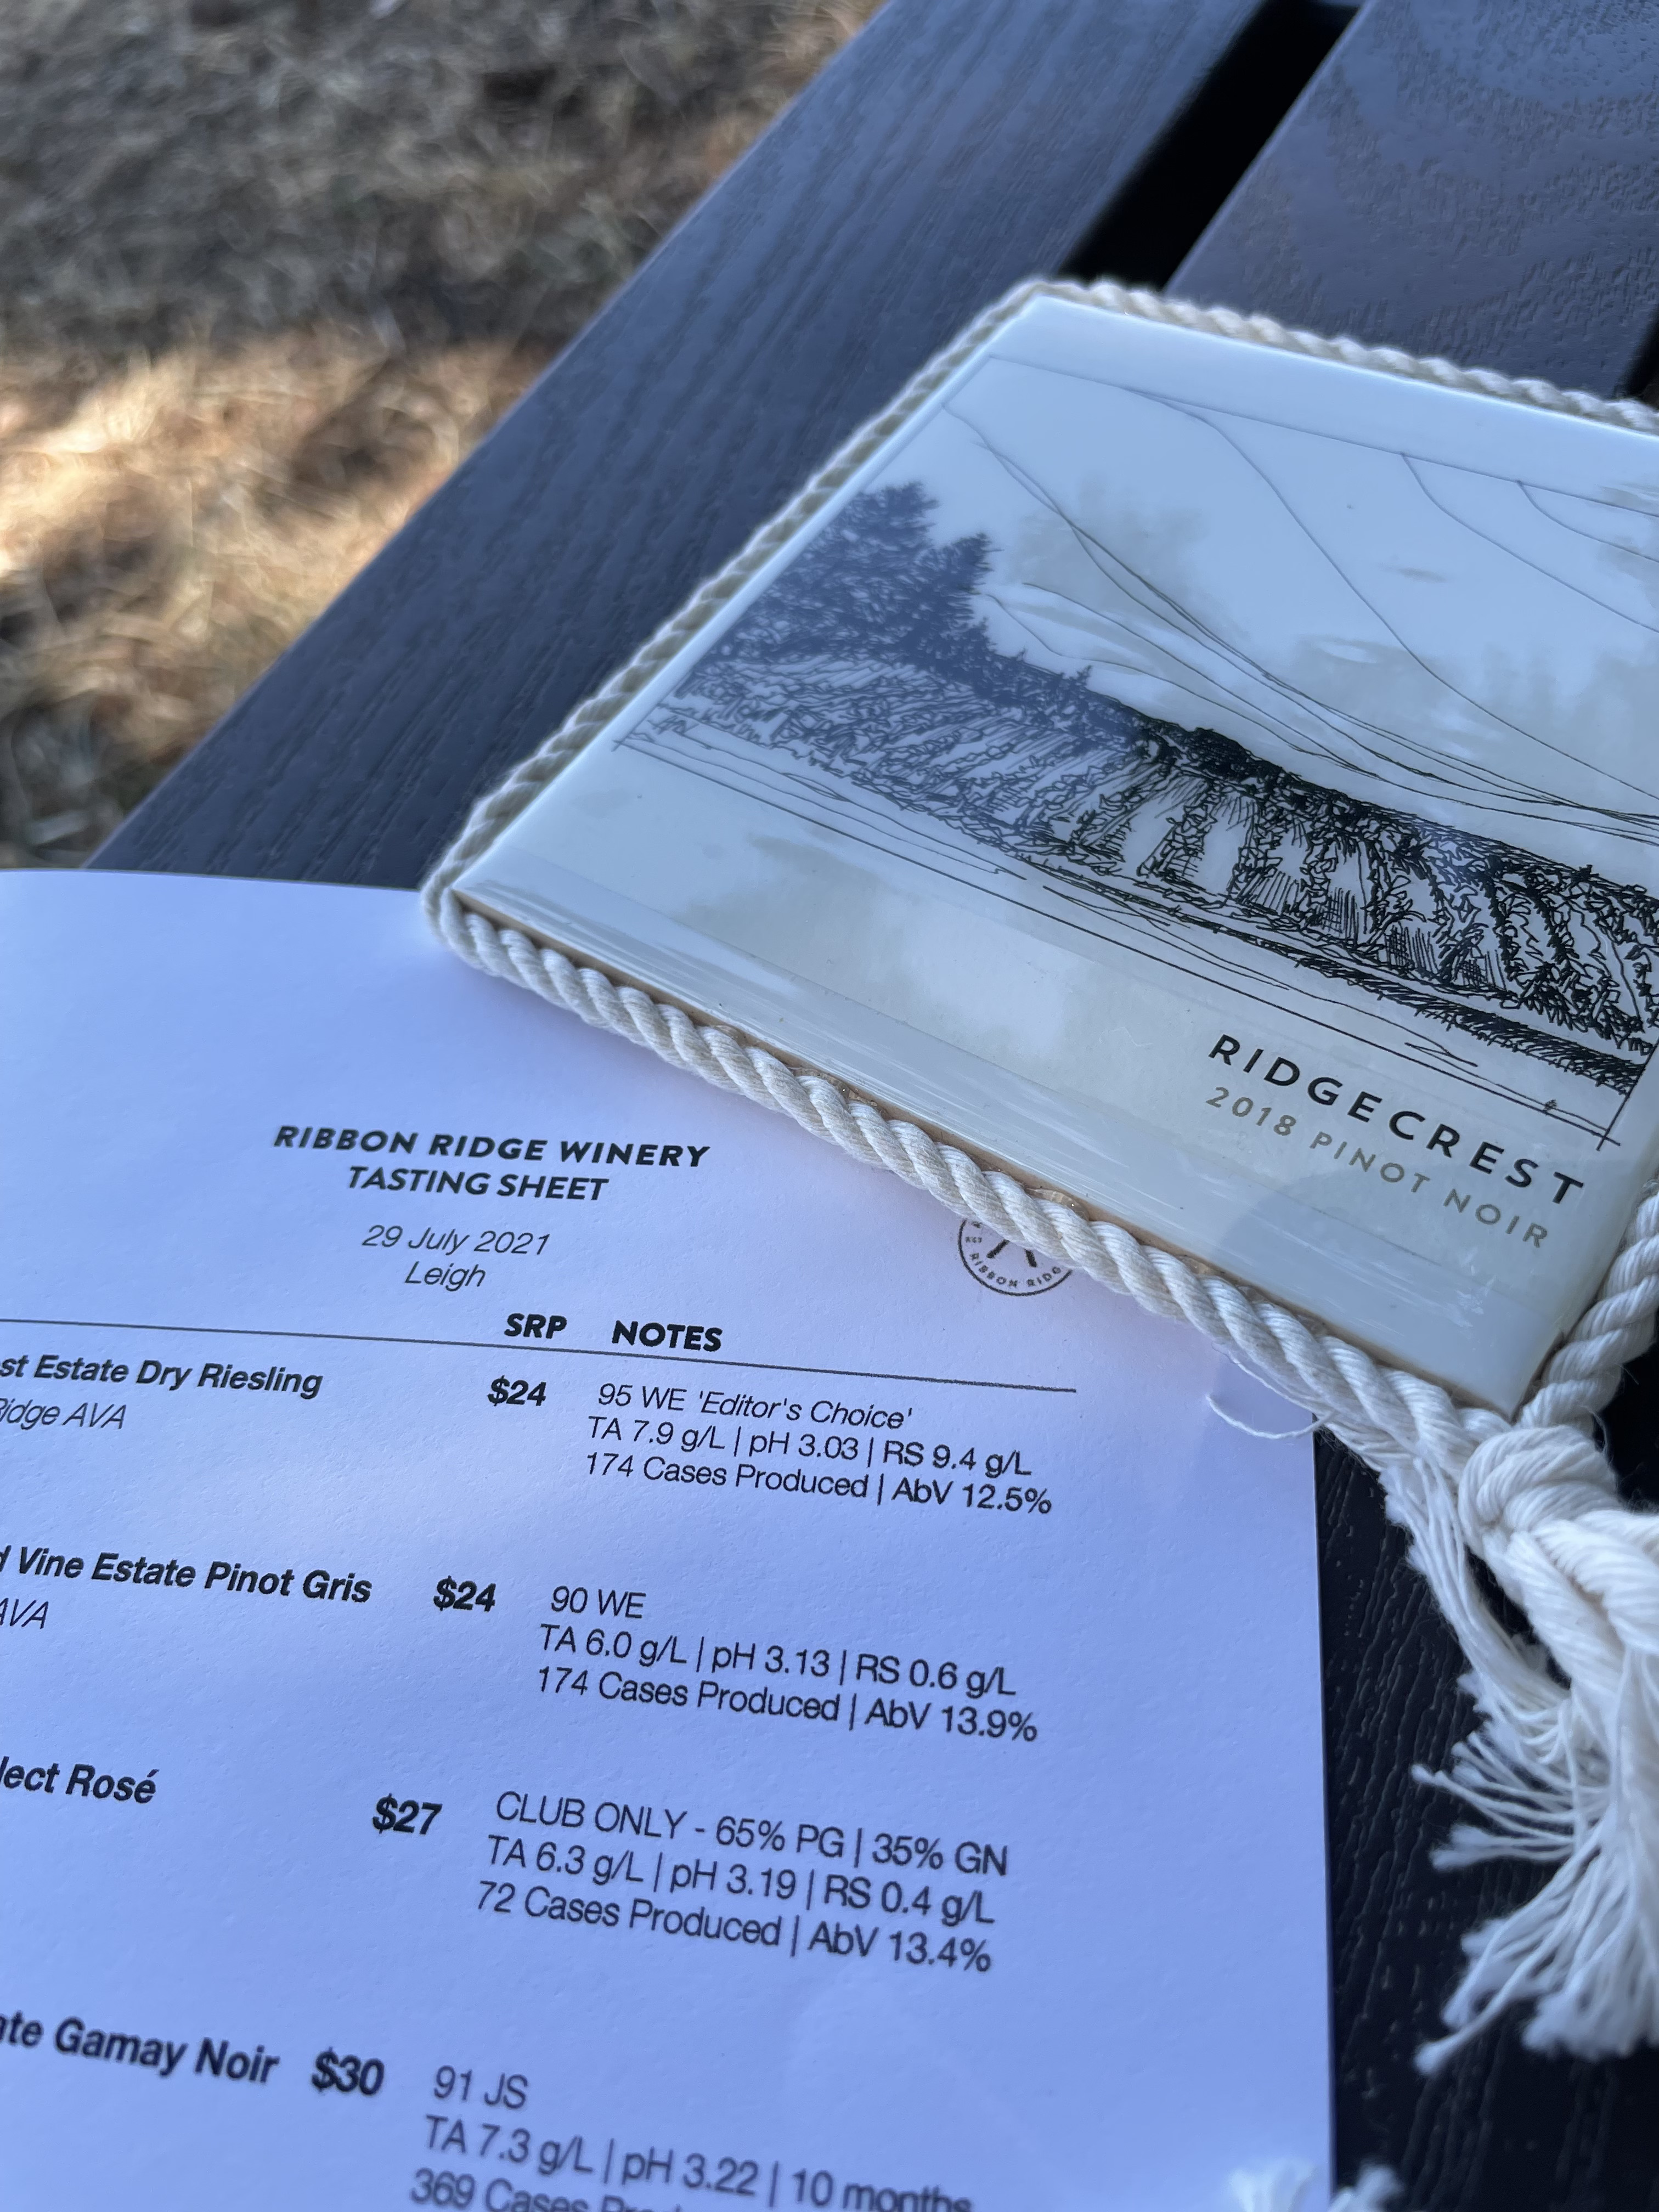 RIDGECREST
2018 PINOT NOIR
RIBBON RIDGE WINERY
TASTING SHEET
29 July 2021
Leigh
RIBBON RIDG
SRP NOTES
st Estate Dry Riesling $24 95 WE 'Editor's Choice'
Ridge AVA TA 7.9 g/L | pH 3.03 | RS 9.4 g/L
174 Cases Produced | AbV 12.5%
d Vine Estate Pinot Gris $24 90 WE
AVA TA 6.0 g/L | pH 3.13 | RS 0.6 g/L
174 Cases Produced | AbV 13.9%
lect Rosé $27 CLUB ONLY - 65% PG | 35% GN
TA 6.3 g/L | pH 3.19 | RS 0.4 g/L
72 Cases Produced | AbV 13.4%
ate Gamay Noir $30 91 JS
TA 7.3 g/L | pH 3.22 | 10 months
369 Cases